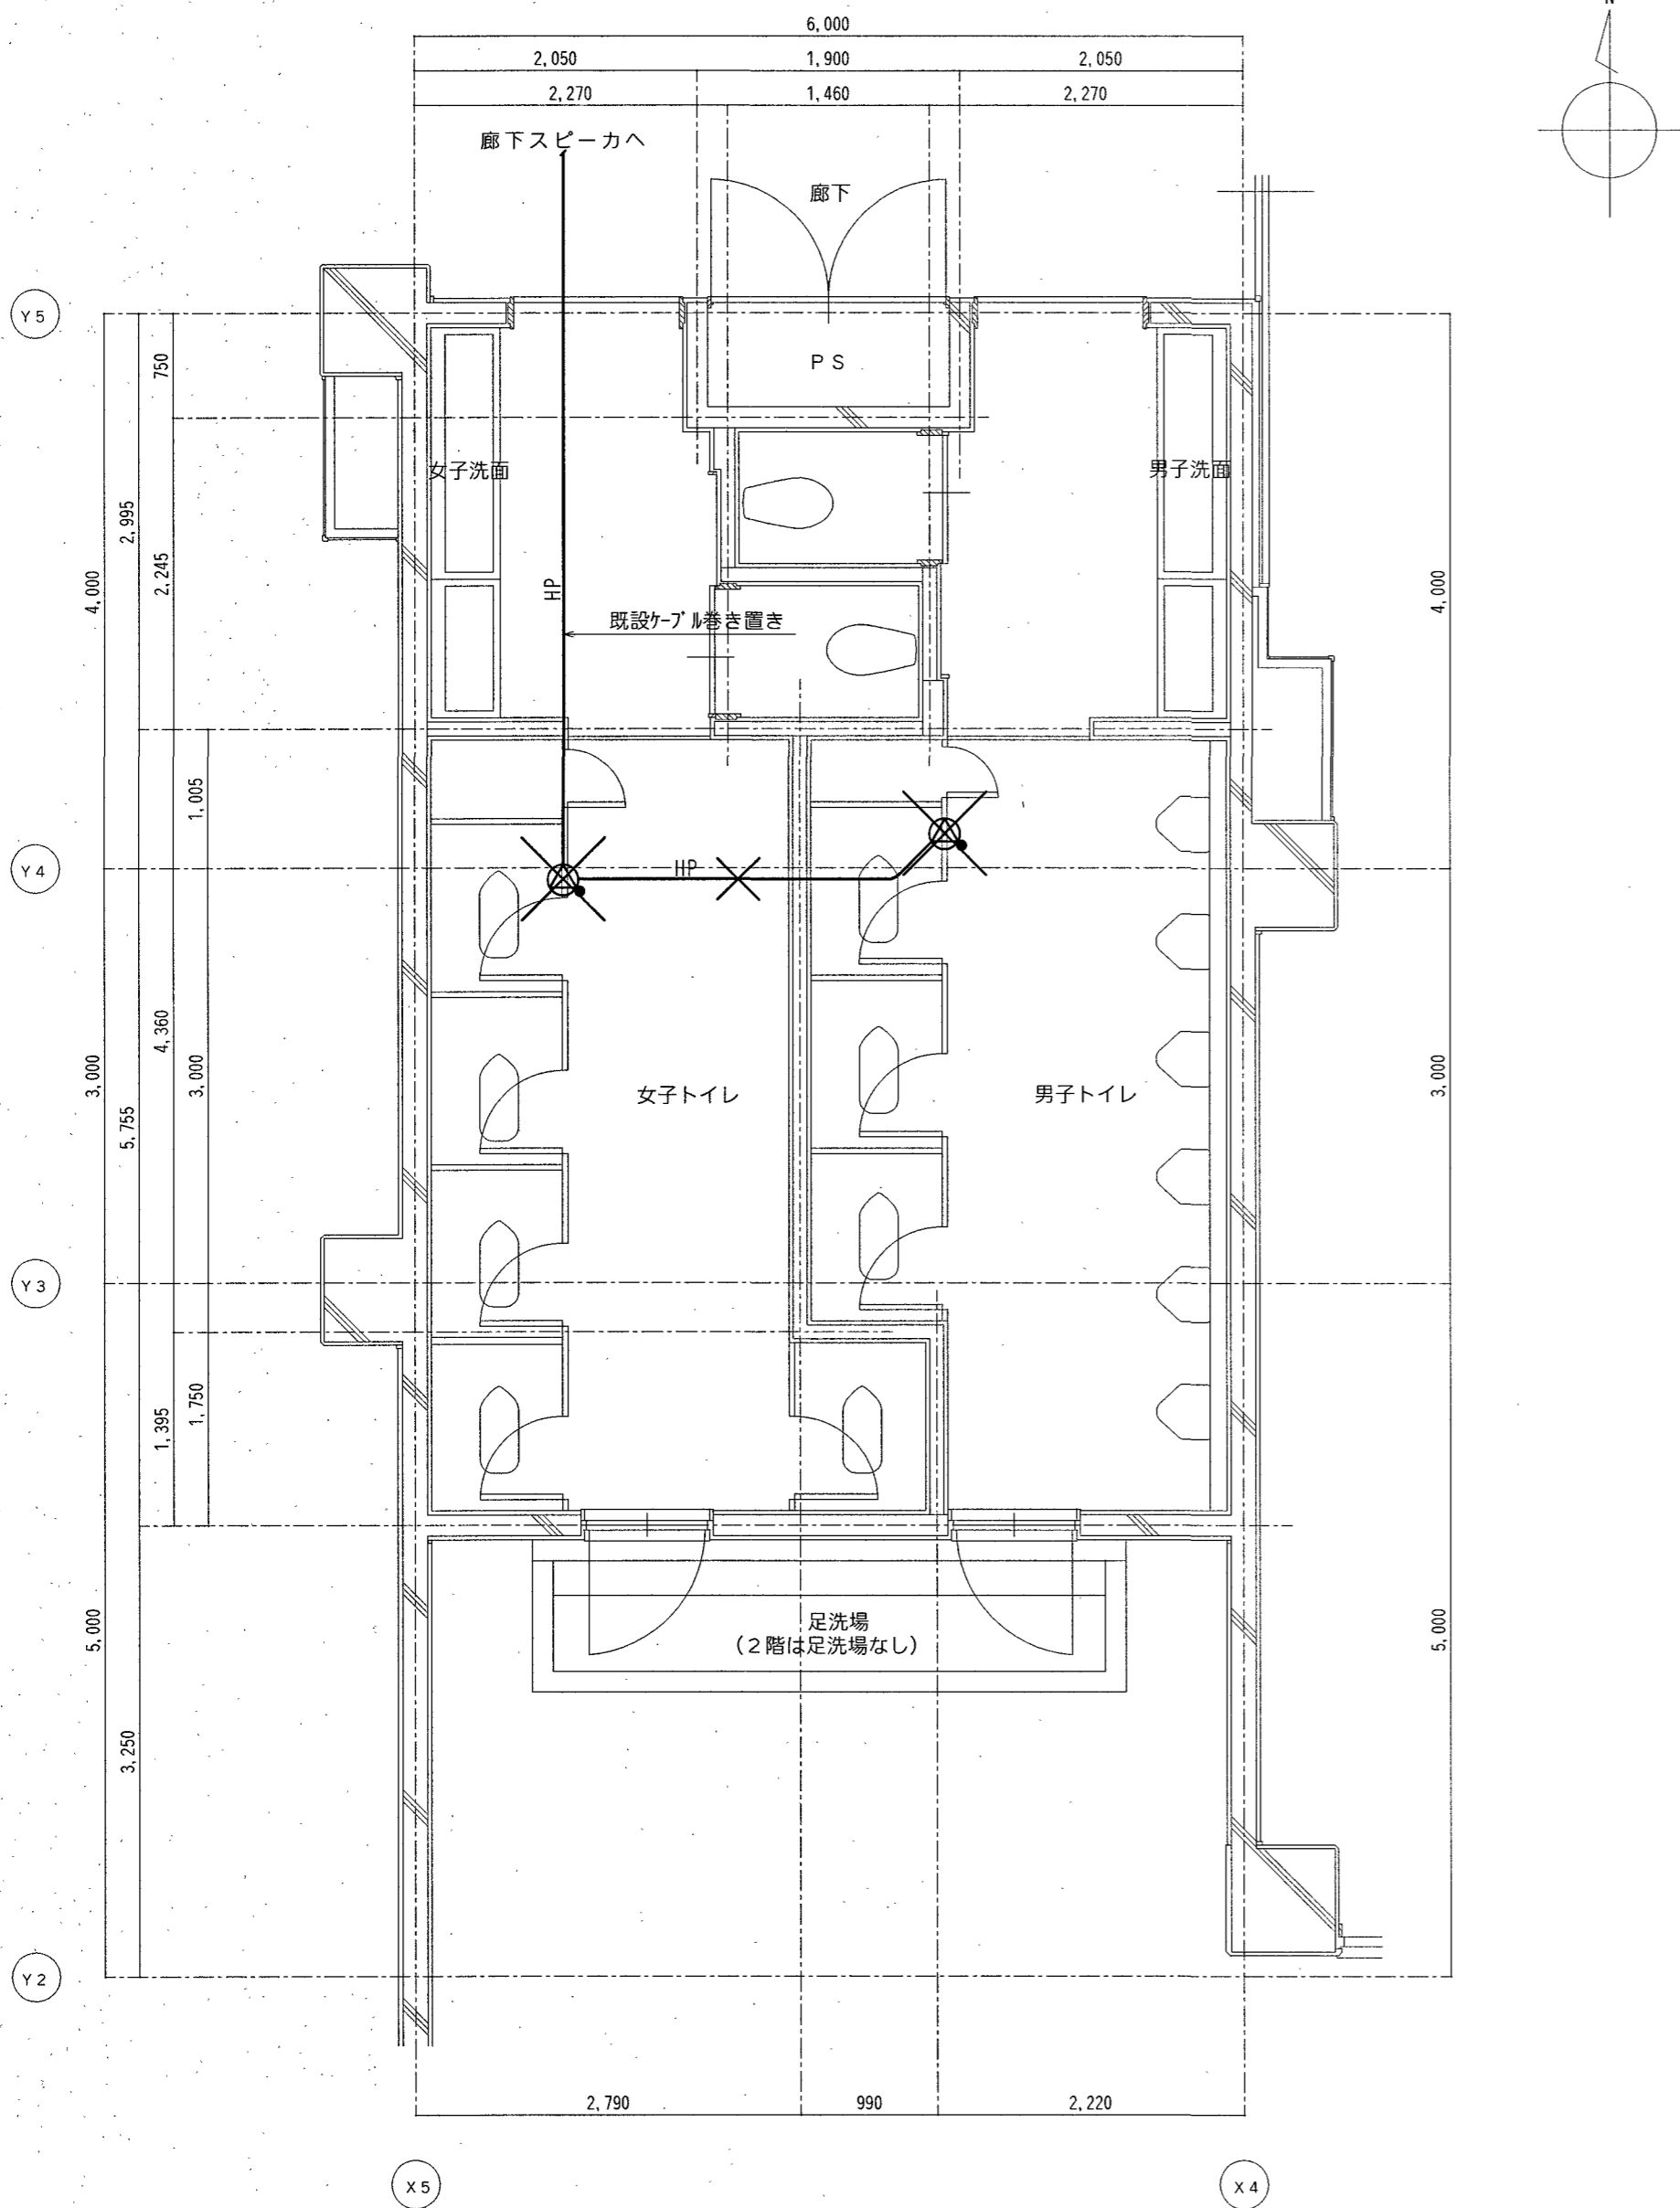 N
6,000
2,050 1,900 2,050
2,270 1,460 2,270
廊下スピーカへ
廊下
Y5
750
PS
女子洗面 男子洗面
2,995
4,000 2,245 4,000
HP
既設ｹｰﾌﾞﾙ巻き置き
1,005
Y4
HP
4,360
3,000 3,000 3,000
5,755
女子トイレ 男子トイレ
Y3
1,395 1,750
5,000 5,000
足洗場
(2階は足洗場なし)
3,250
Y2
2,790 990 2,220
X5 X4